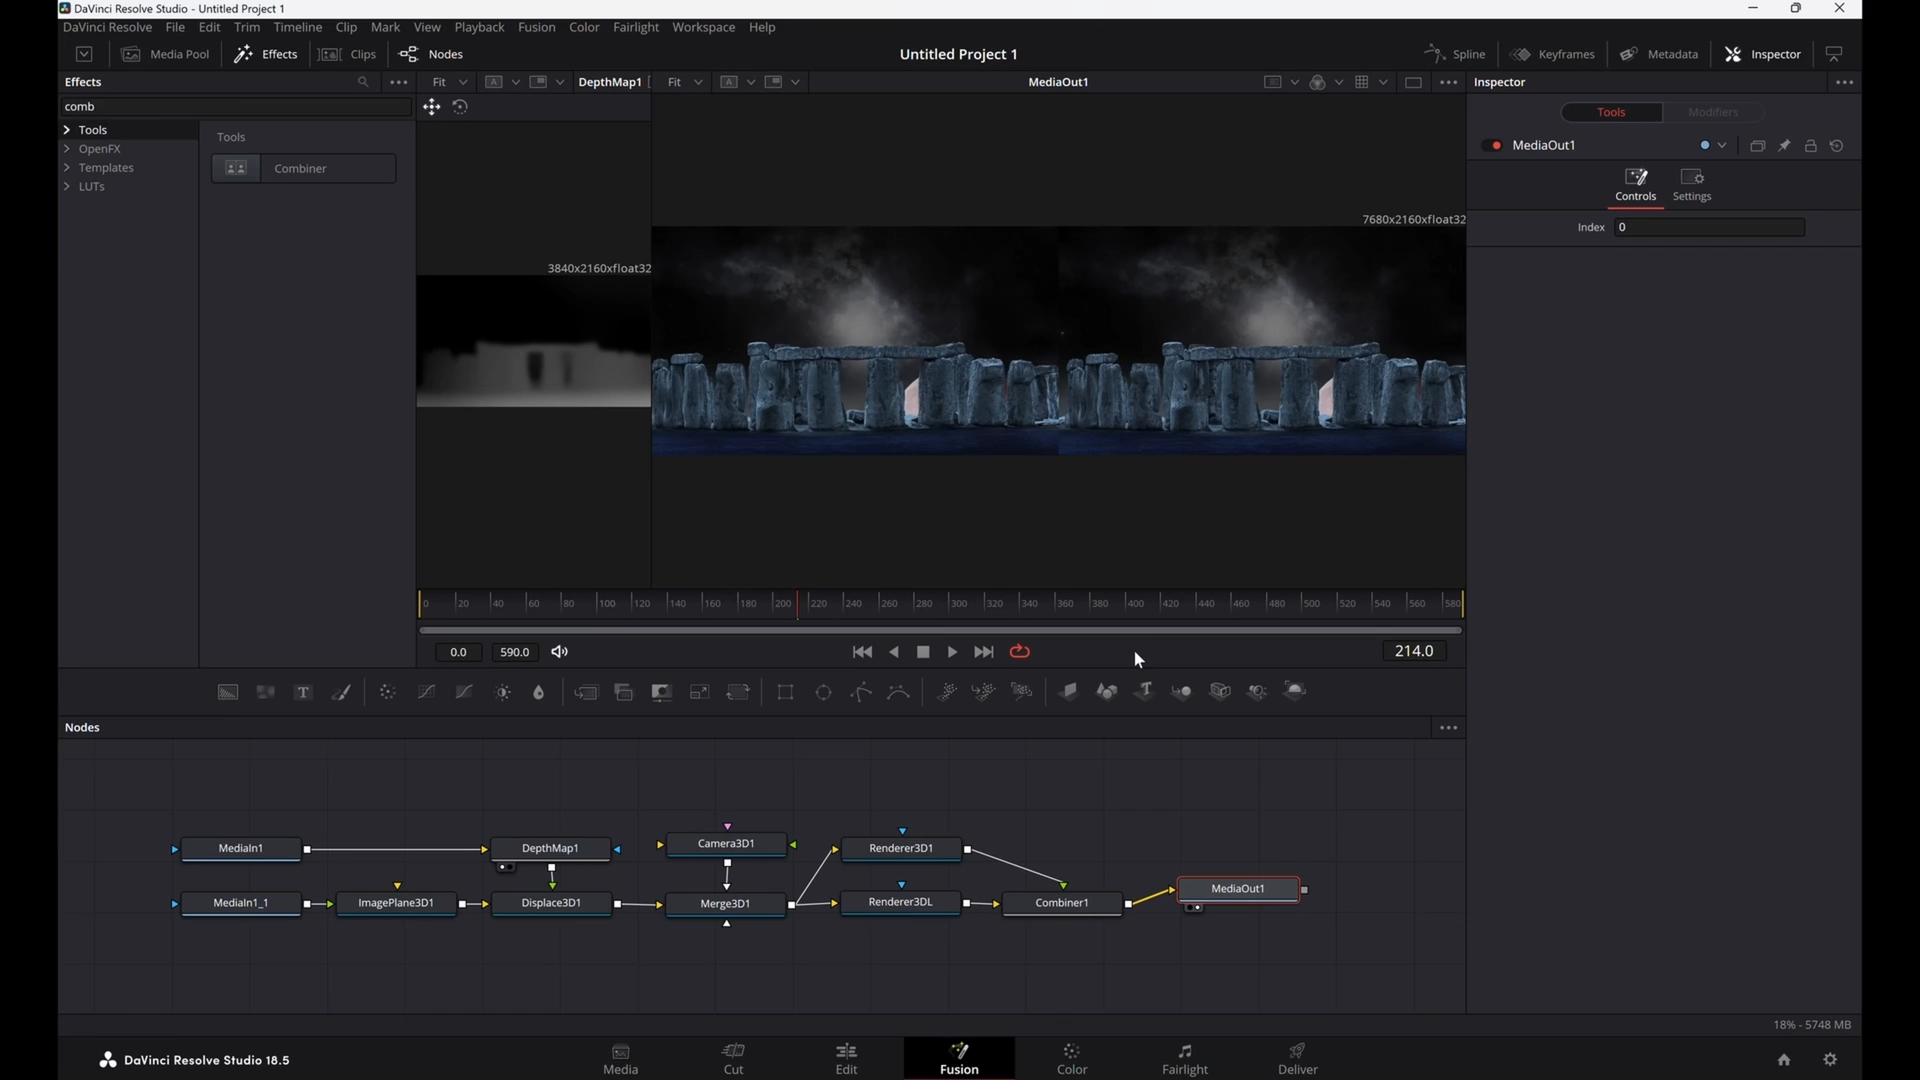 DaVinci Resolve Studio - Untitled Project 1
DaVinci Resolve File Edit Trim Timeline Clip Mark View Playback Fusion Color Fairlight Workspace Help
Media Pool Effects Clips Nodes Untitled Project 1 Spline Keyframes Metadata Inspector
Effects Fit DepthMap1 Fit MediaOut1 Inspector
comb
Tools
OpenFX
Templates
LUTs
Tools
Combiner
3840x2160xfloat32
7680x2160xfloat32
Tools Modifiers
MediaOut1
Controls Settings
Index 0
0 20 40 60 80 100 120 140 160 180 200 220 240 260 280 300 320 340 360 380 400 420 440 460 480 500 520 540 560 580
0.0 590.0 214.0
Nodes
MediaIn1 DepthMap1 Camera3D1 Renderer3D1
MediaIn1_1 ImagePlane3D1 Displace3D1 Merge3D1 Renderer3DL Combiner1 MediaOut1
18% - 5748 MB
DaVinci Resolve Studio 18.5
Media Cut Edit Fusion Color Fairlight Deliver